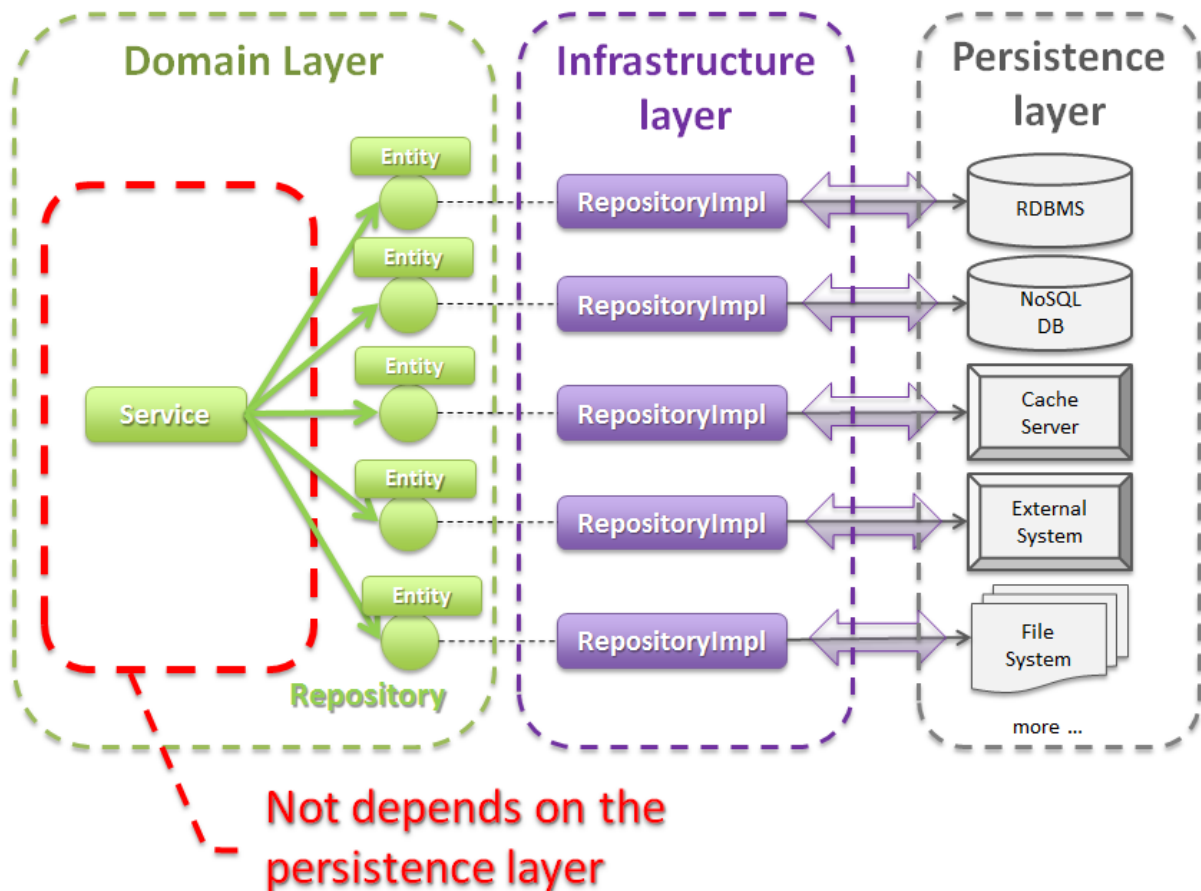 Domain Layer
Infrastructure
layer
Persistence
layer
Entity
RepositoryImpl
RDBMS
Entity
RepositoryImpl
NoSQL
DB
Entity
Service
RepositoryImpl
Cache
Server
Entity
RepositoryImpl
External
System
Entity
RepositoryImpl
File
System
Repository
more ...
Not depends on the
persistence layer